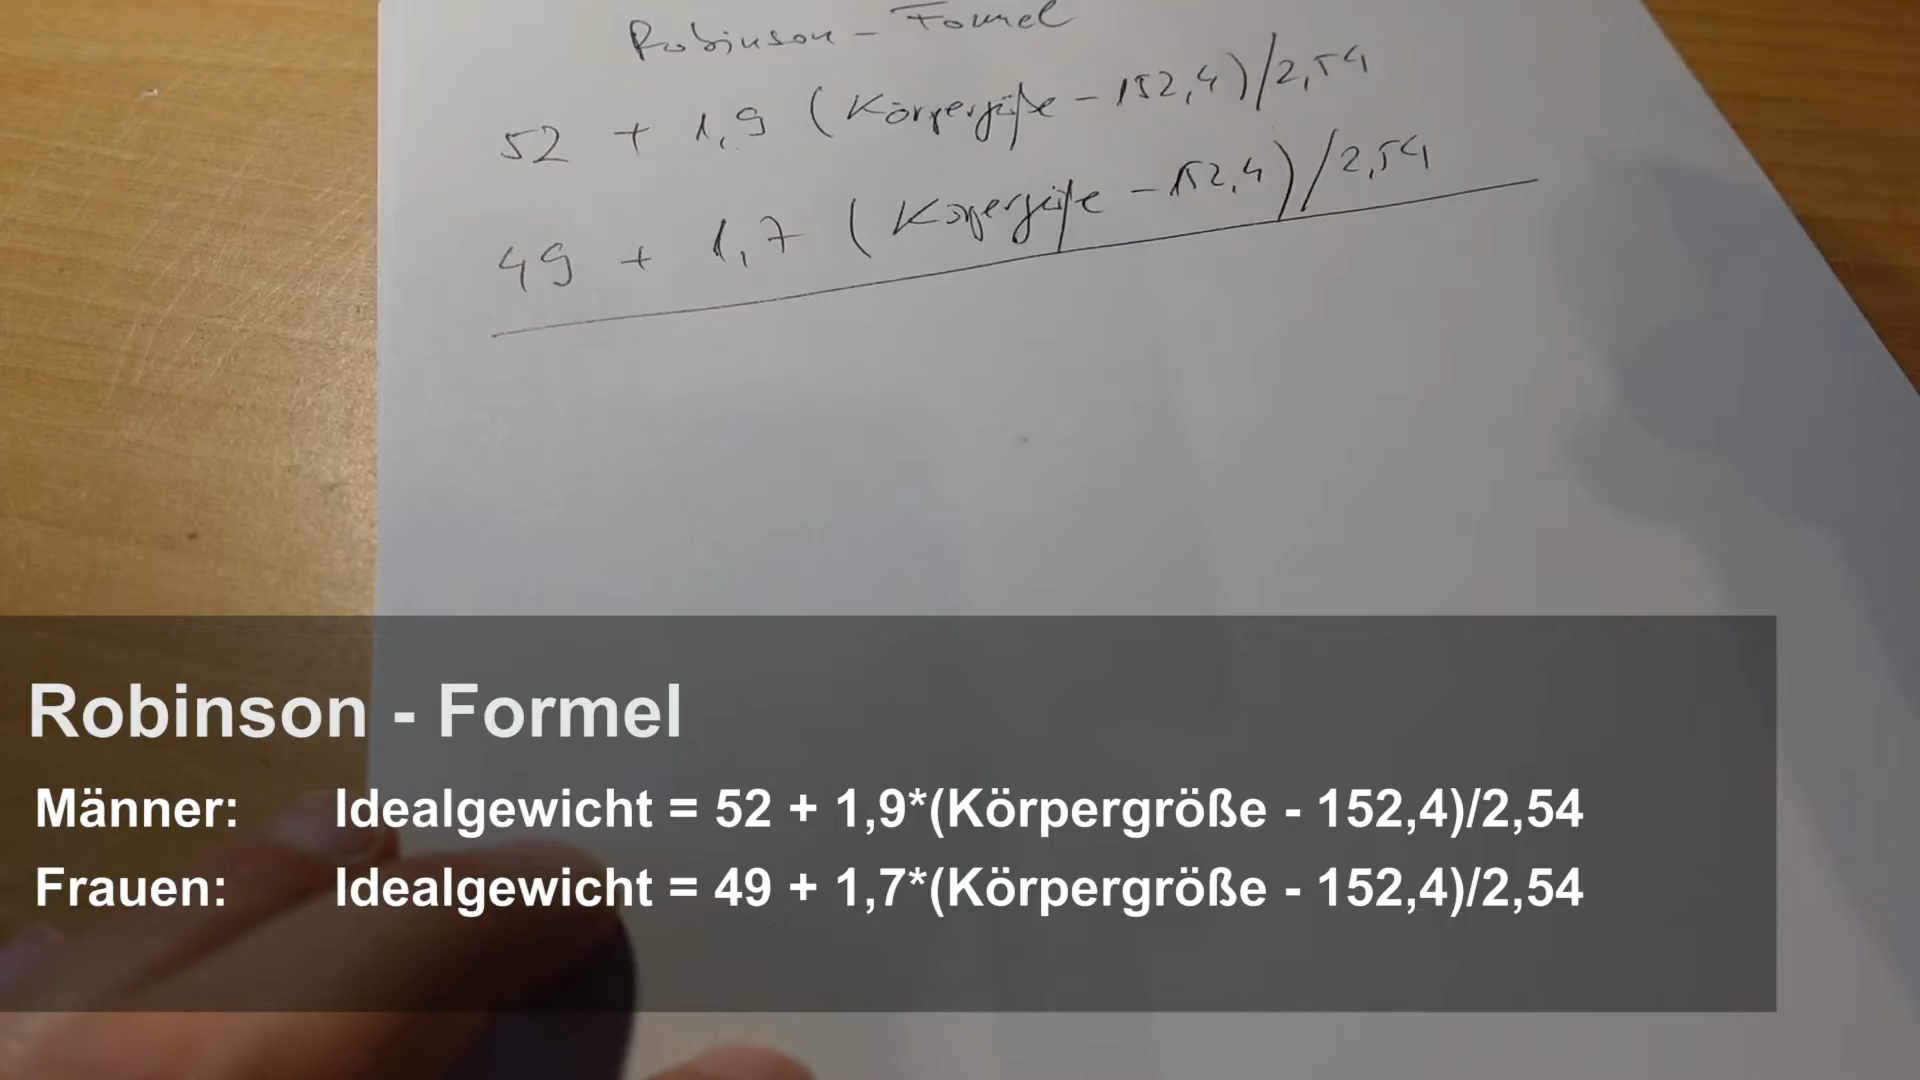 Robinson - Formel
52 + 1,9 (Körpergröße - 152,4)/2,54
49 + 1,7 (Körpergröße - 152,4)/2,54
Robinson - Formel
Männer: Idealgewicht = 52 + 1,9*(Körpergröße - 152,4)/2,54
Frauen: Idealgewicht = 49 + 1,7*(Körpergröße - 152,4)/2,54